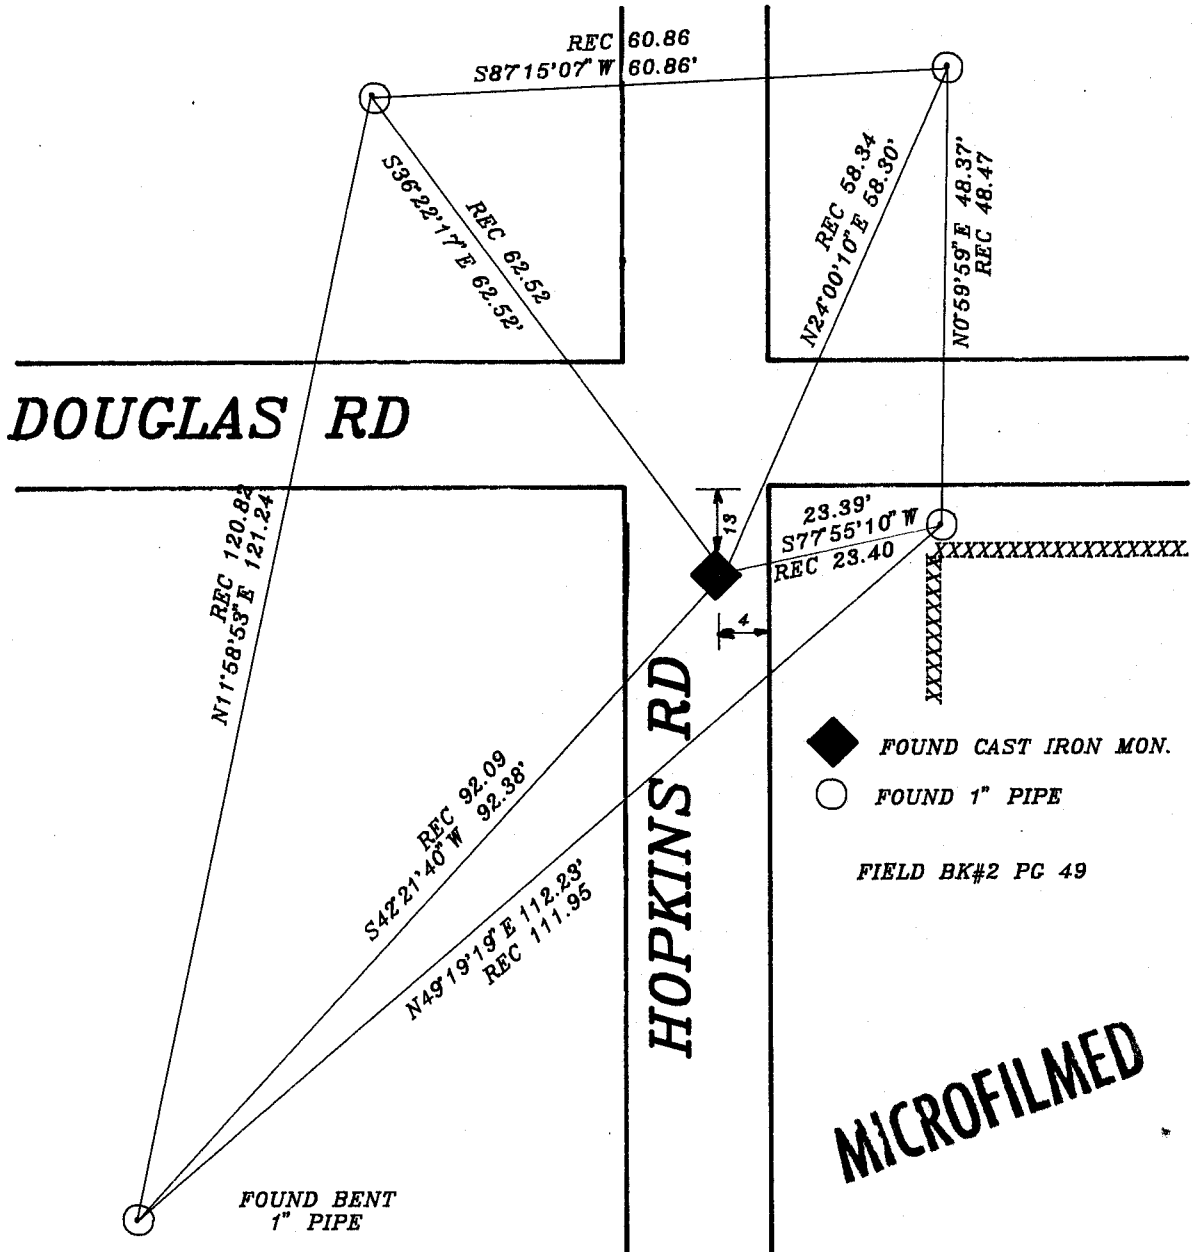 REC 60.86
S87°15'07"W 60.86'
REC 62.52
S36°22'17"E 62.52'
REC 58.34
N24°00'10"E 58.30'
N0°59'59"E 48.37'
REC 48.47
DOUGLAS RD
REC 120.82
N11°58'53"E 121.24
13
23.39'
S77°55'10"W
REC 23.40
XXXXXXXXXXXXXXXXX
XXXXXXXXXX
4
HOPKINS RD
FOUND CAST IRON MON.
FOUND 1" PIPE
FIELD BK#2 PG 49
REC 92.09
S42°21'40"W 92.38'
N49°19'19"E 112.23'
REC 111.95
MICROFILMED
FOUND BENT
1" PIPE